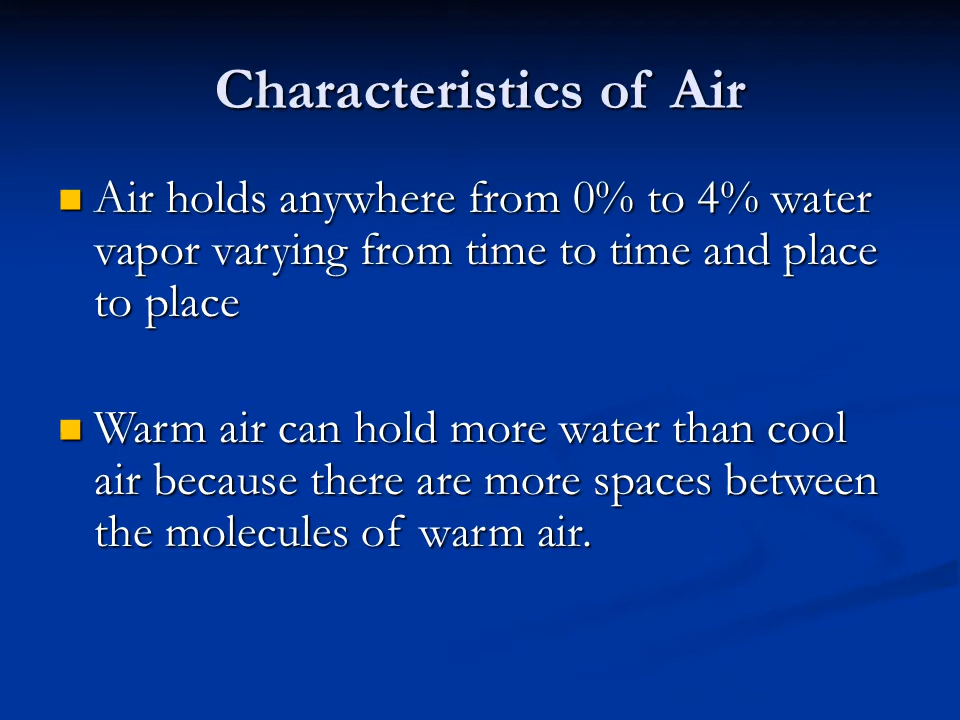 Characteristics of Air
Air holds anywhere from 0% to 4% water
vapor varying from time to time and place
to place
Warm air can hold more water than cool
air because there are more spaces between
the molecules of warm air.